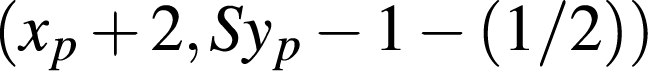 (x_p + 2, Sy_p − 1 − (1/2))